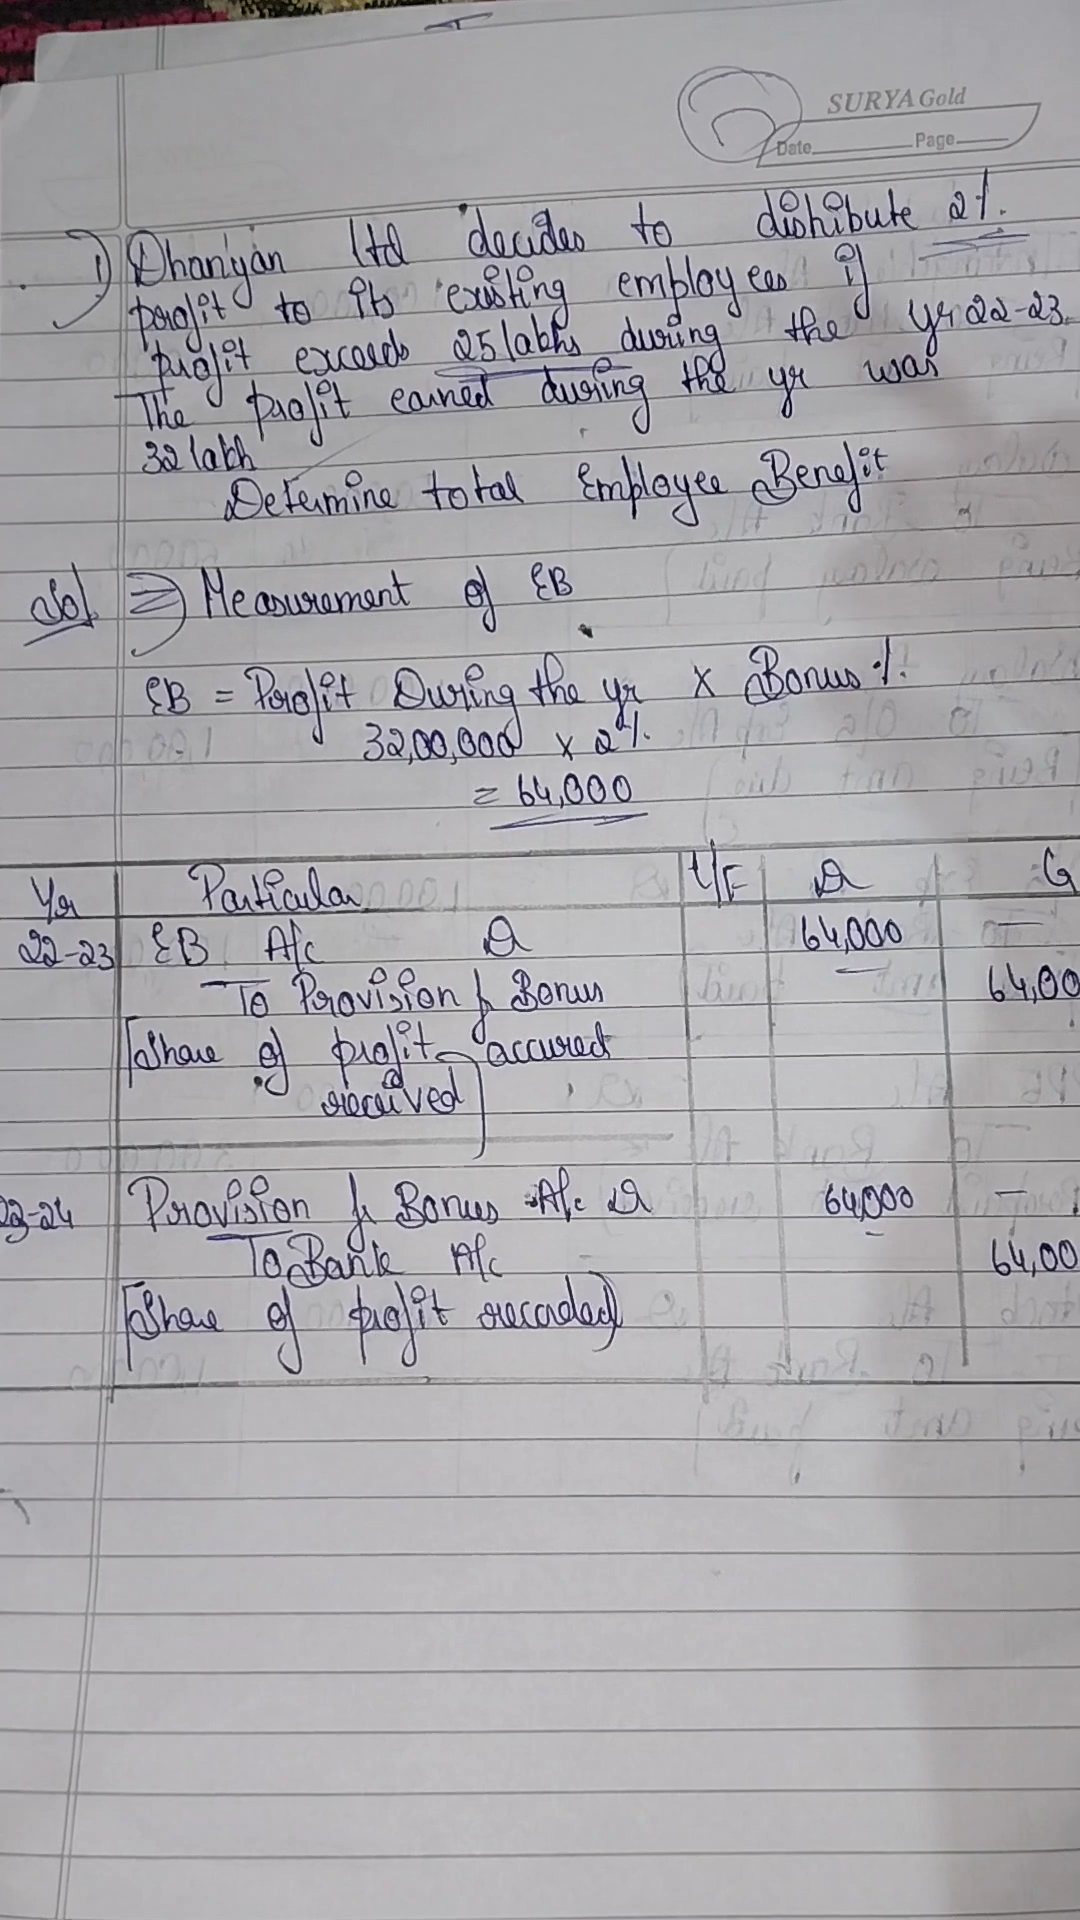 SURYA Gold
Date Page
1) Dhanyan ltd decides to distribute 2%
profit to its existing employees if
profit exceeds 25 lakhs during the yr 22-23.
The profit earned during the yr was
32 lakh
Determine total Employee Benefit
Sol ⇒ Measurement of EB
EB = Profit During the yr × Bonus %
32,00,000 × 2%
= 64,000
Yr Particular L/F Dr Cr
22-23 EB A/c Dr 64,000 —
To Provision fr Bonus 64,00
[Share of profit accured
received]
23-24 Provision fr Bonus A/c Dr 64,000 —
To Bank A/c 64,00
[Share of profit recorded]